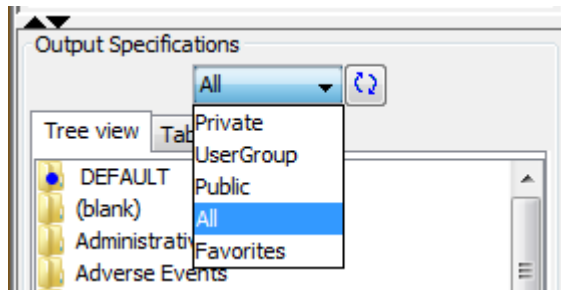 Output Specifications
All
Tree view
Private
UserGroup
Public
All
Favorites
DEFAULT
(blank)
Adverse Events